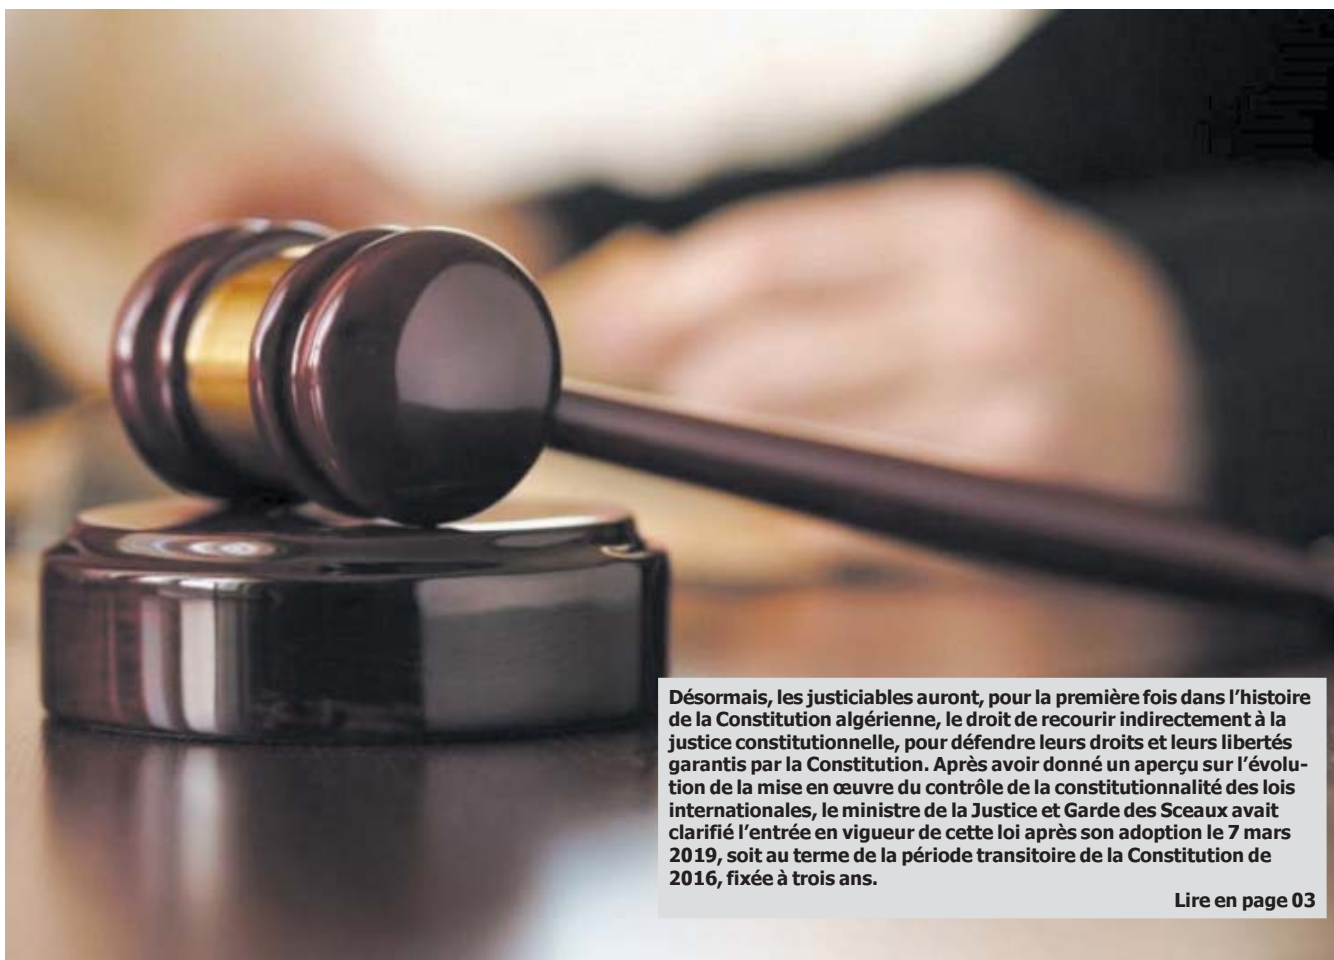 Désormais, les justiciables auront, pour la première fois dans l’histoire
de la Constitution algérienne, le droit de recourir indirectement à la
justice constitutionnelle, pour défendre leurs droits et leurs libertés
garantis par la Constitution. Après avoir donné un aperçu sur l’évolu-
tion de la mise en œuvre du contrôle de la constitutionnalité des lois
internationales, le ministre de la Justice et Garde des Sceaux avait
clarifié l’entrée en vigueur de cette loi après son adoption le 7 mars
2019, soit au terme de la période transitoire de la Constitution de
2016, fixée à trois ans.
Lire en page 03